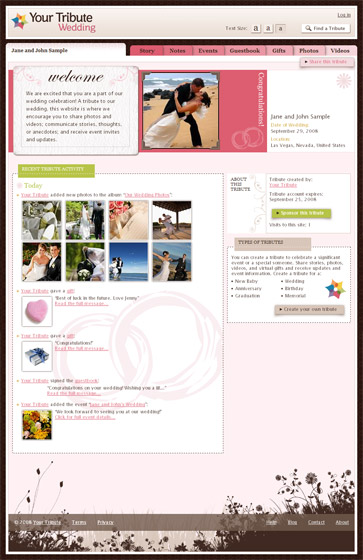 Your Tribute
Wedding
Log In
Text Size: a a a
Find a Tribute
Jane and John Sample
Story Notes Events Guestbook Gifts Photos Videos
Share this tribute
welcome
We are excited that you are a part of our
wedding celebration! A tribute to our
wedding, this website is where we
encourage you to share photos and
videos; communicate stories, thoughts,
or anecdotes; and receive event invites
and updates.
Congratulations!
Jane and John Sample
Date of Wedding
September 29, 2008
Location
Las Vegas, Nevada, United States
RECENT TRIBUTE ACTIVITY
Today
Your Tribute added new photos to the album "Our Wedding Photos"
Your Tribute gave a gift!
"Best of luck in the future. Love Jenny"
Read the full message...
Your Tribute gave a gift!
"Congratulations!"
Read the full message...
Your Tribute signed the guestbook!
"Congratulations on your wedding! Wishing you a lif..."
Read the full message...
Your Tribute added the event "Jane and John's Wedding"
"We look forward to seeing you at our wedding!"
Click for full event details...
ABOUT THIS TRIBUTE
Tribute created by:
Your Tribute
Tribute account expires:
September 25, 2008
Sponsor this tribute
Visits to this site: 1
TYPES OF TRIBUTES
You can create a tribute to celebrate a significant
event or a special someone. Share stories, photos,
videos, and virtual gifts and receive updates and
event information. Create a tribute for a:
• New Baby • Wedding
• Anniversary • Birthday
• Graduation • Memorial
Create your own tribute
© 2008 Your Tribute Terms Privacy
Help Blog Contact About